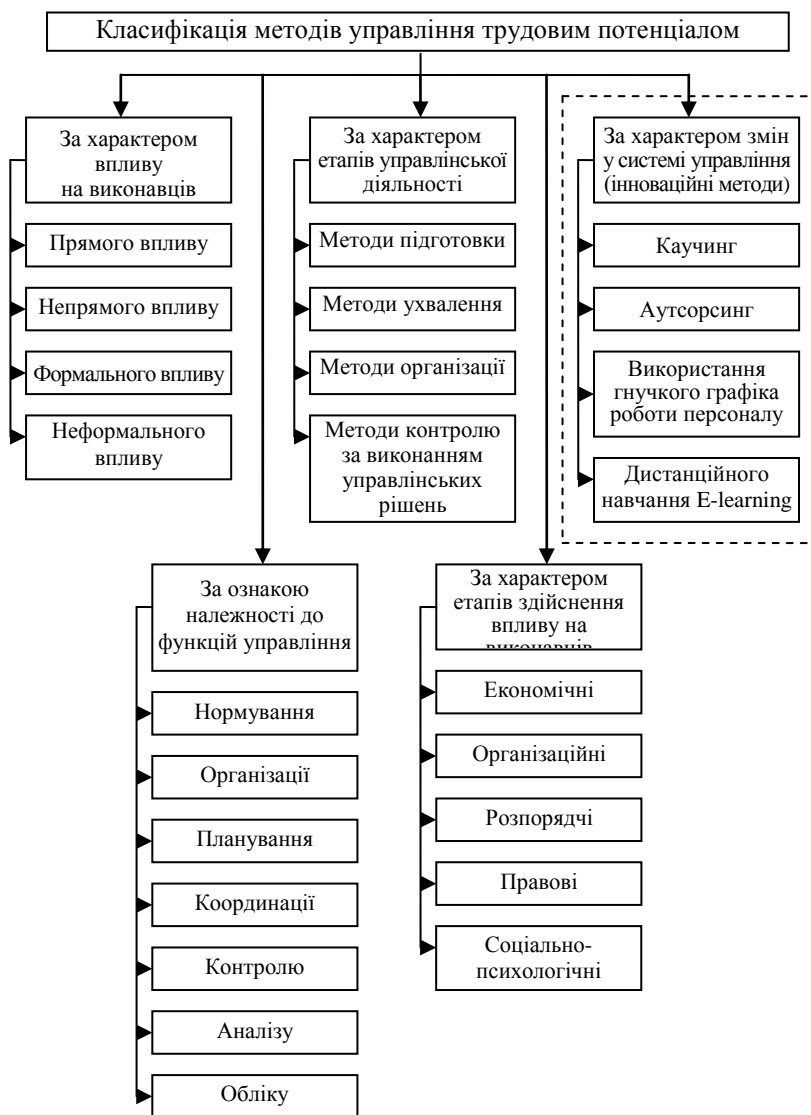 Класифікація методів управління трудовим потенціалом
За характером
впливу
на виконавців
Прямого впливу
Непрямого впливу
Формального впливу
Неформального
впливу
За характером
етапів управлінської
діяльності
Методи підготовки
Методи ухвалення
Методи організації
Методи контролю
за виконанням
управлінських
рішень
За характером змін
у системі управління
(інноваційні методи)
Каучинг
Аутсорсинг
Використання
гнучкого графіка
роботи персоналу
Дистанційного
навчання E-learning
За ознакою
належності до
функцій управління
Нормування
Організації
Планування
Координації
Контролю
Аналізу
Обліку
За характером
етапів здійснення
впливу на
виконавців
Економічні
Організаційні
Розпорядчі
Правові
Соціально-
психологічні